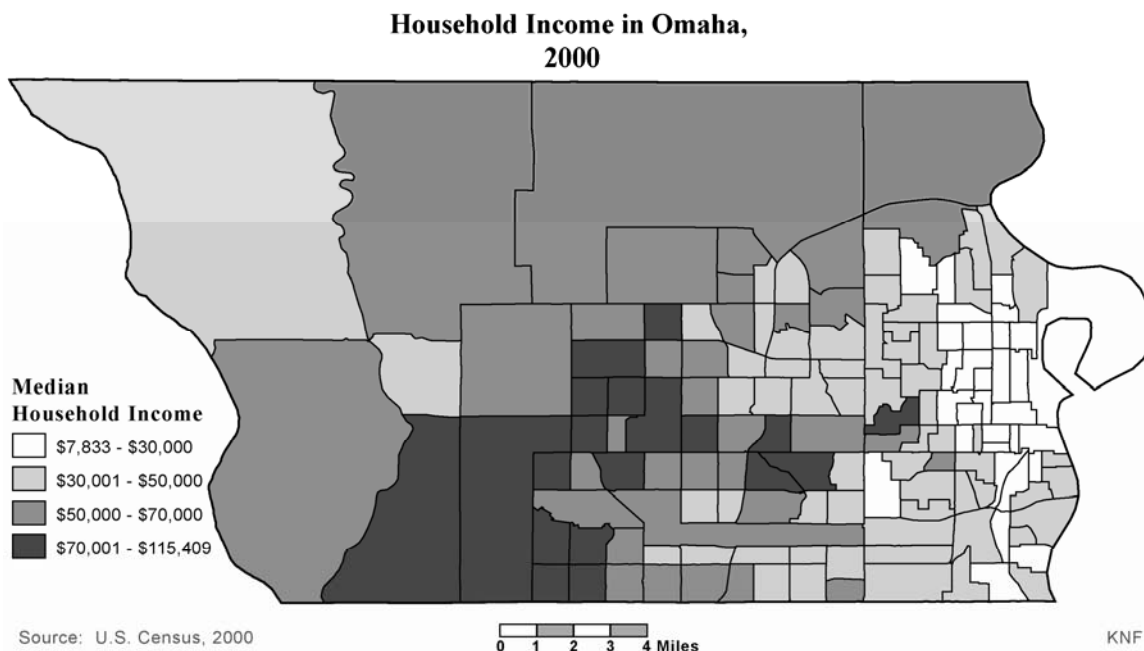 Household Income in Omaha,
2000
Median
Household Income
$7,833 - $30,000
$30,001 - $50,000
$50,000 - $70,000
$70,001 - $115,409
0 1 2 3 4 Miles
Source: U.S. Census, 2000
KNF